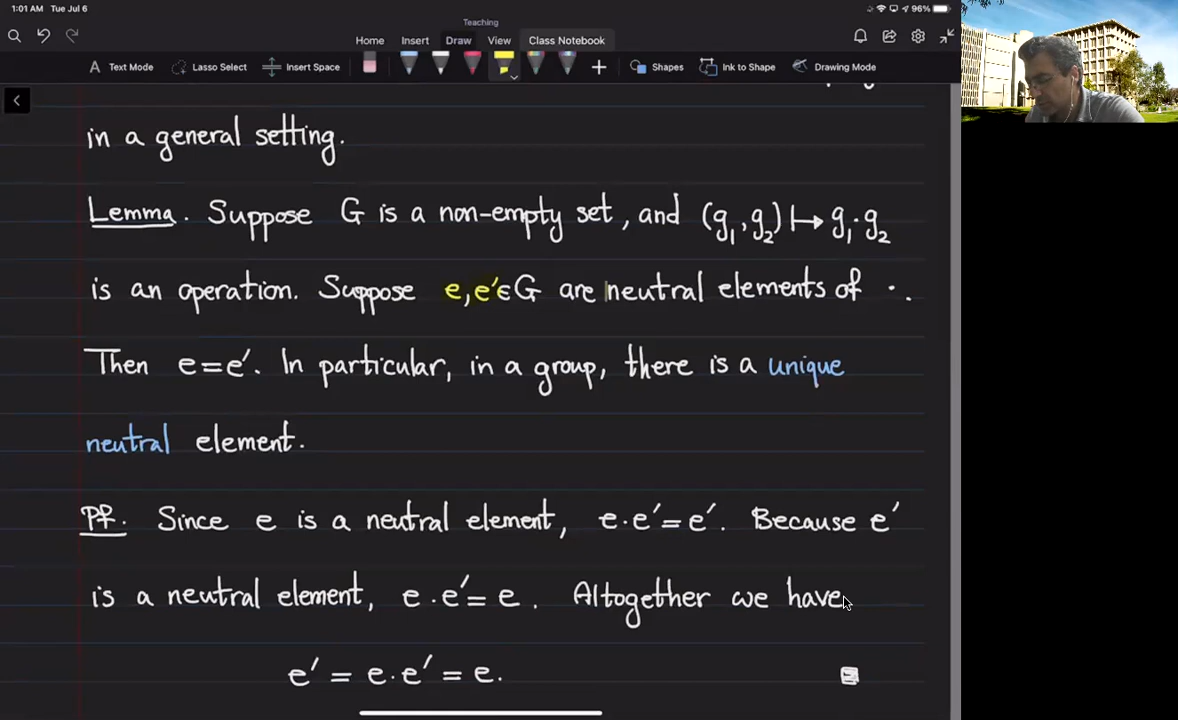 1:01 AM Tue Jul 6
96%
Teaching
Home Insert Draw View Class Notebook
Text Mode Lasso Select Insert Space Shapes Ink to Shape Drawing Mode
in a general setting.
Lemma. Suppose G is a non-empty set, and (g₁, g₂) ↦ g₁·g₂
is an operation. Suppose e, e'∈G are neutral elements of · .
Then e=e'. In particular, in a group, there is a unique
neutral element.
Pf. Since e is a neutral element, e·e'=e'. Because e'
is a neutral element, e·e'=e. Altogether we have
e' = e·e' = e.